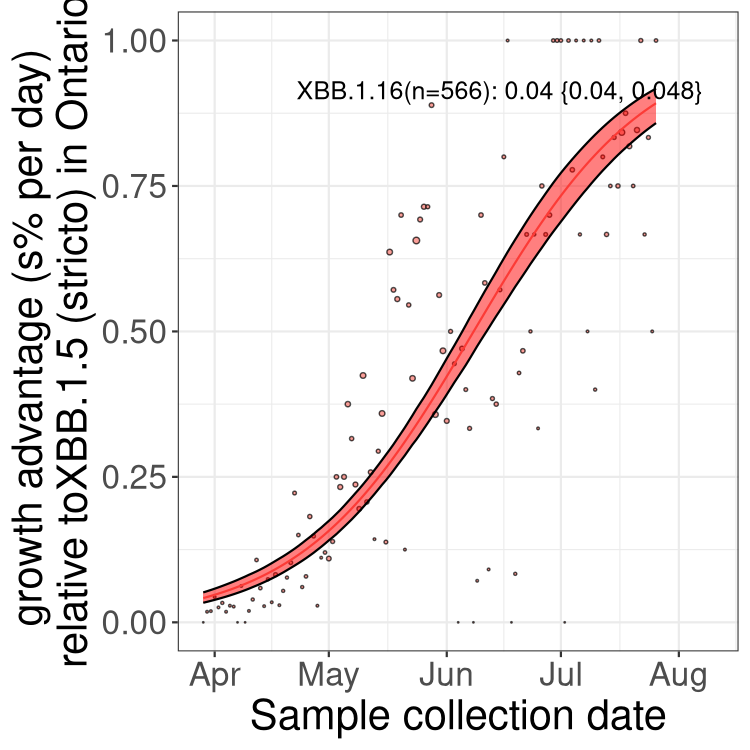 growth advantage (s% per day)
relative toXBB.1.5 (stricto) in Ontario
1.00
0.75
0.50
0.25
0.00
XBB.1.16(n=566): 0.04 {0.04, 0.048}
Apr May Jun Jul Aug
Sample collection date